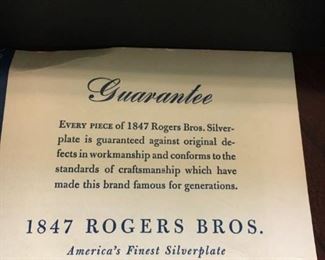 Guarantee
EVERY PIECE of 1847 Rogers Bros. Silver-
plate is guaranteed against original de-
fects in workmanship and conforms to the
standards of craftsmanship which have
made this brand famous for generations.
1847 ROGERS BROS.
America's Finest Silverplate